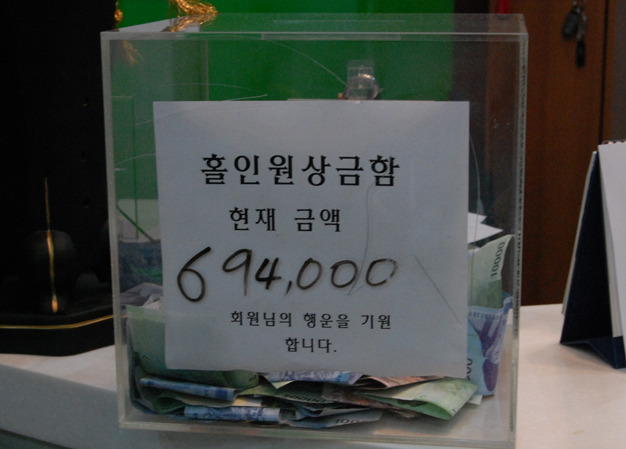 홀인원상금함
현재 금액
694,000
회원님의 행운을 기원
합니다.
10000